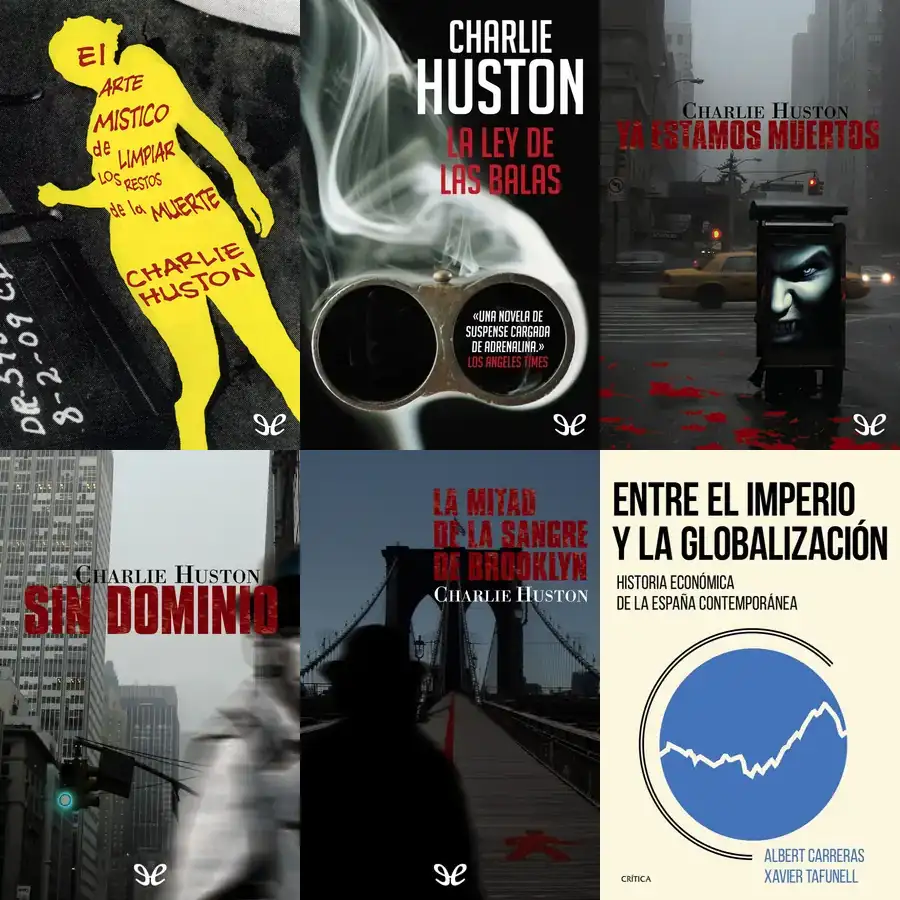 El
ARTE
MISTICO
de LIMPIAR
LOS RESTOS
de la MUERTE
CHARLIE
HUSTON
8-2-09
CHARLIE
HUSTON
LA LEY DE
LAS BALAS
«UNA NOVELA DE
SUSPENSE CARGADA
DE ADRENALINA.»
LOS ANGELES TIMES
CHARLIE HUSTON
YA ESTAMOS MUERTOS
CHARLIE HUSTON
SIN DOMINIO
LA MITAD
DE LA SANGRE
DE BROOKLYN
CHARLIE HUSTON
ENTRE EL IMPERIO
Y LA GLOBALIZACIÓN
HISTORIA ECONÓMICA
DE LA ESPAÑA CONTEMPORÁNEA
ALBERT CARRERAS
XAVIER TAFUNELL
CRÍTICA